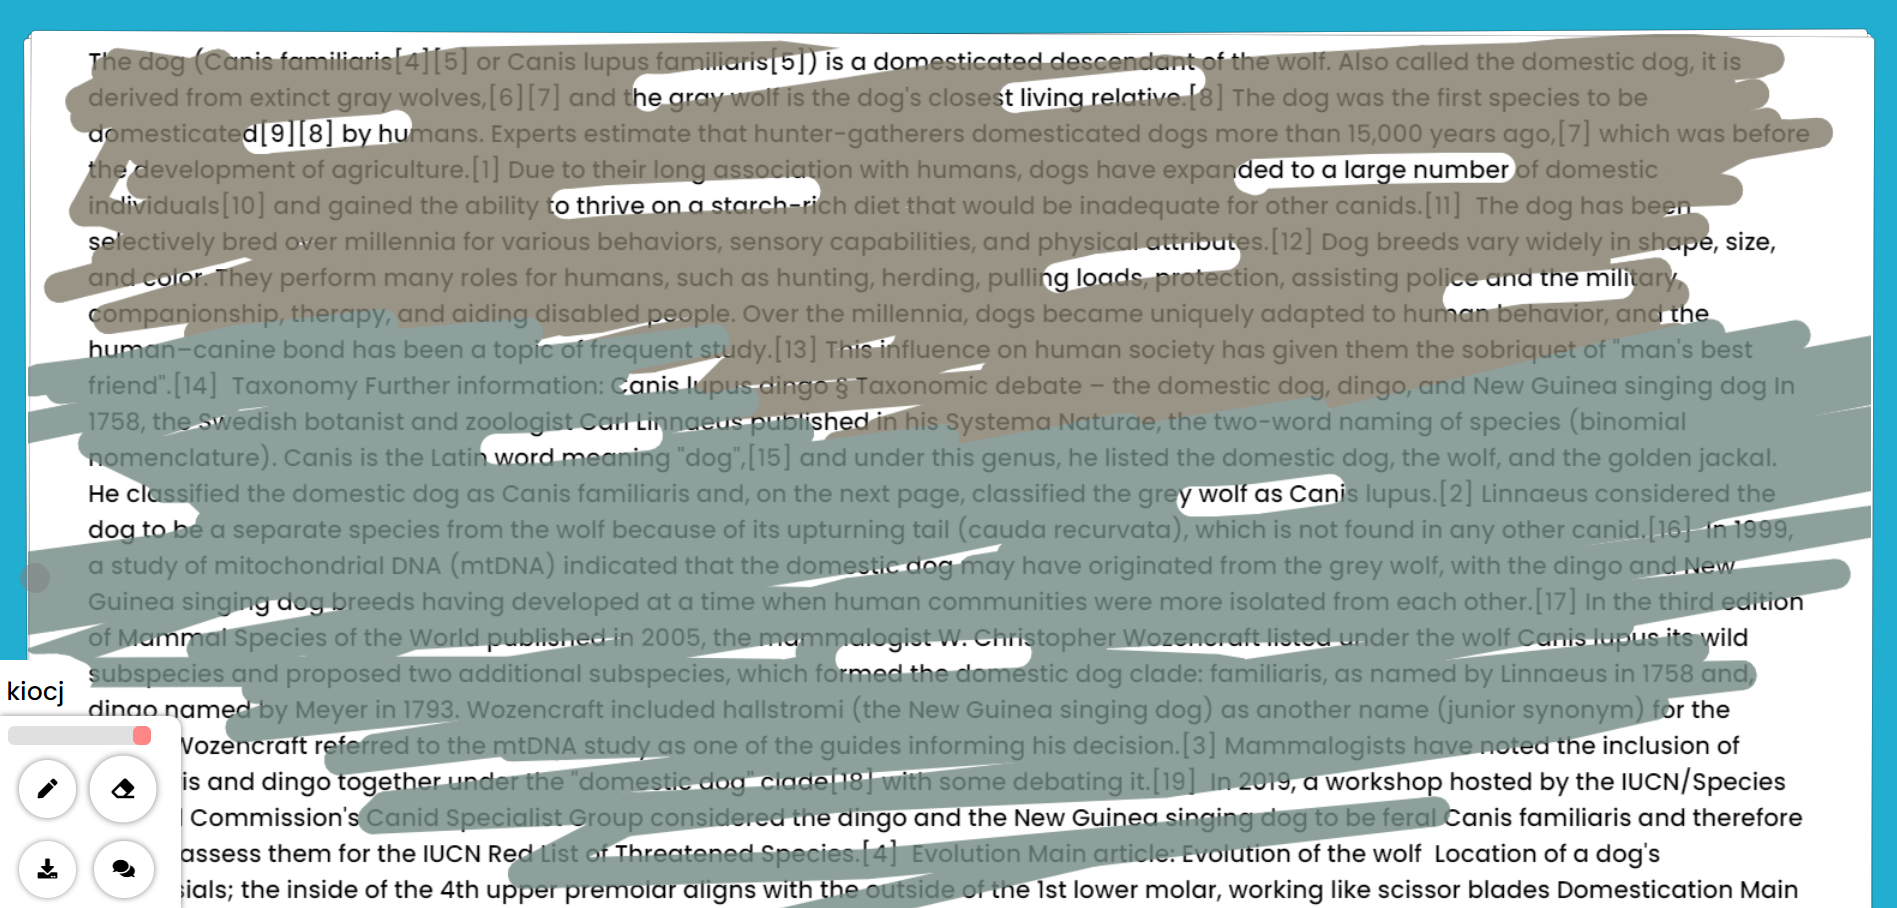 The dog (Canis familiaris[4][5] or Canis lupus familiaris[5]) is a domesticated descendant of the wolf. Also called the domestic dog, it is
derived from extinct gray wolves,[6][7] and the gray wolf is the dog's closest living relative.[8] The dog was the first species to be
domesticated[9][8] by humans. Experts estimate that hunter-gatherers domesticated dogs more than 15,000 years ago,[7] which was before
the development of agriculture.[1] Due to their long association with humans, dogs have expanded to a large number of domestic
individuals[10] and gained the ability to thrive on a starch-rich diet that would be inadequate for other canids.[11] The dog has been
selectively bred over millennia for various behaviors, sensory capabilities, and physical attributes.[12] Dog breeds vary widely in shape, size,
and color. They perform many roles for humans, such as hunting, herding, pulling loads, protection, assisting police and the military,
companionship, therapy, and aiding disabled people. Over the millennia, dogs became uniquely adapted to human behavior, and the
human–canine bond has been a topic of frequent study.[13] This influence on human society has given them the sobriquet of "man's best
friend".[14] Taxonomy Further information: Canis lupus dingo § Taxonomic debate – the domestic dog, dingo, and New Guinea singing dog In
1758, the Swedish botanist and zoologist Carl Linnaeus published in his Systema Naturae, the two-word naming of species (binomial
nomenclature). Canis is the Latin word meaning "dog",[15] and under this genus, he listed the domestic dog, the wolf, and the golden jackal.
He classified the domestic dog as Canis familiaris and, on the next page, classified the grey wolf as Canis lupus.[2] Linnaeus considered the
dog to be a separate species from the wolf because of its upturning tail (cauda recurvata), which is not found in any other canid.[16] In 1999,
a study of mitochondrial DNA (mtDNA) indicated that the domestic dog may have originated from the grey wolf, with the dingo and New
Guinea singing dog breeds having developed at a time when human communities were more isolated from each other.[17] In the third edition
of Mammal Species of the World published in 2005, the mammalogist W. Christopher Wozencraft listed under the wolf Canis lupus its wild
subspecies and proposed two additional subspecies, which formed the domestic dog clade: familiaris, as named by Linnaeus in 1758 and,
kiocj
dingo named by Meyer in 1793. Wozencraft included hallstromi (the New Guinea singing dog) as another name (junior synonym) for the
Wozencraft referred to the mtDNA study as one of the guides informing his decision.[3] Mammalogists have noted the inclusion of
is and dingo together under the "domestic dog" clade[18] with some debating it.[19] In 2019, a workshop hosted by the IUCN/Species
Commission's Canid Specialist Group considered the dingo and the New Guinea singing dog to be feral Canis familiaris and therefore
assess them for the IUCN Red List of Threatened Species.[4] Evolution Main article: Evolution of the wolf Location of a dog's
ials; the inside of the 4th upper premolar aligns with the outside of the 1st lower molar, working like scissor blades Domestication Main